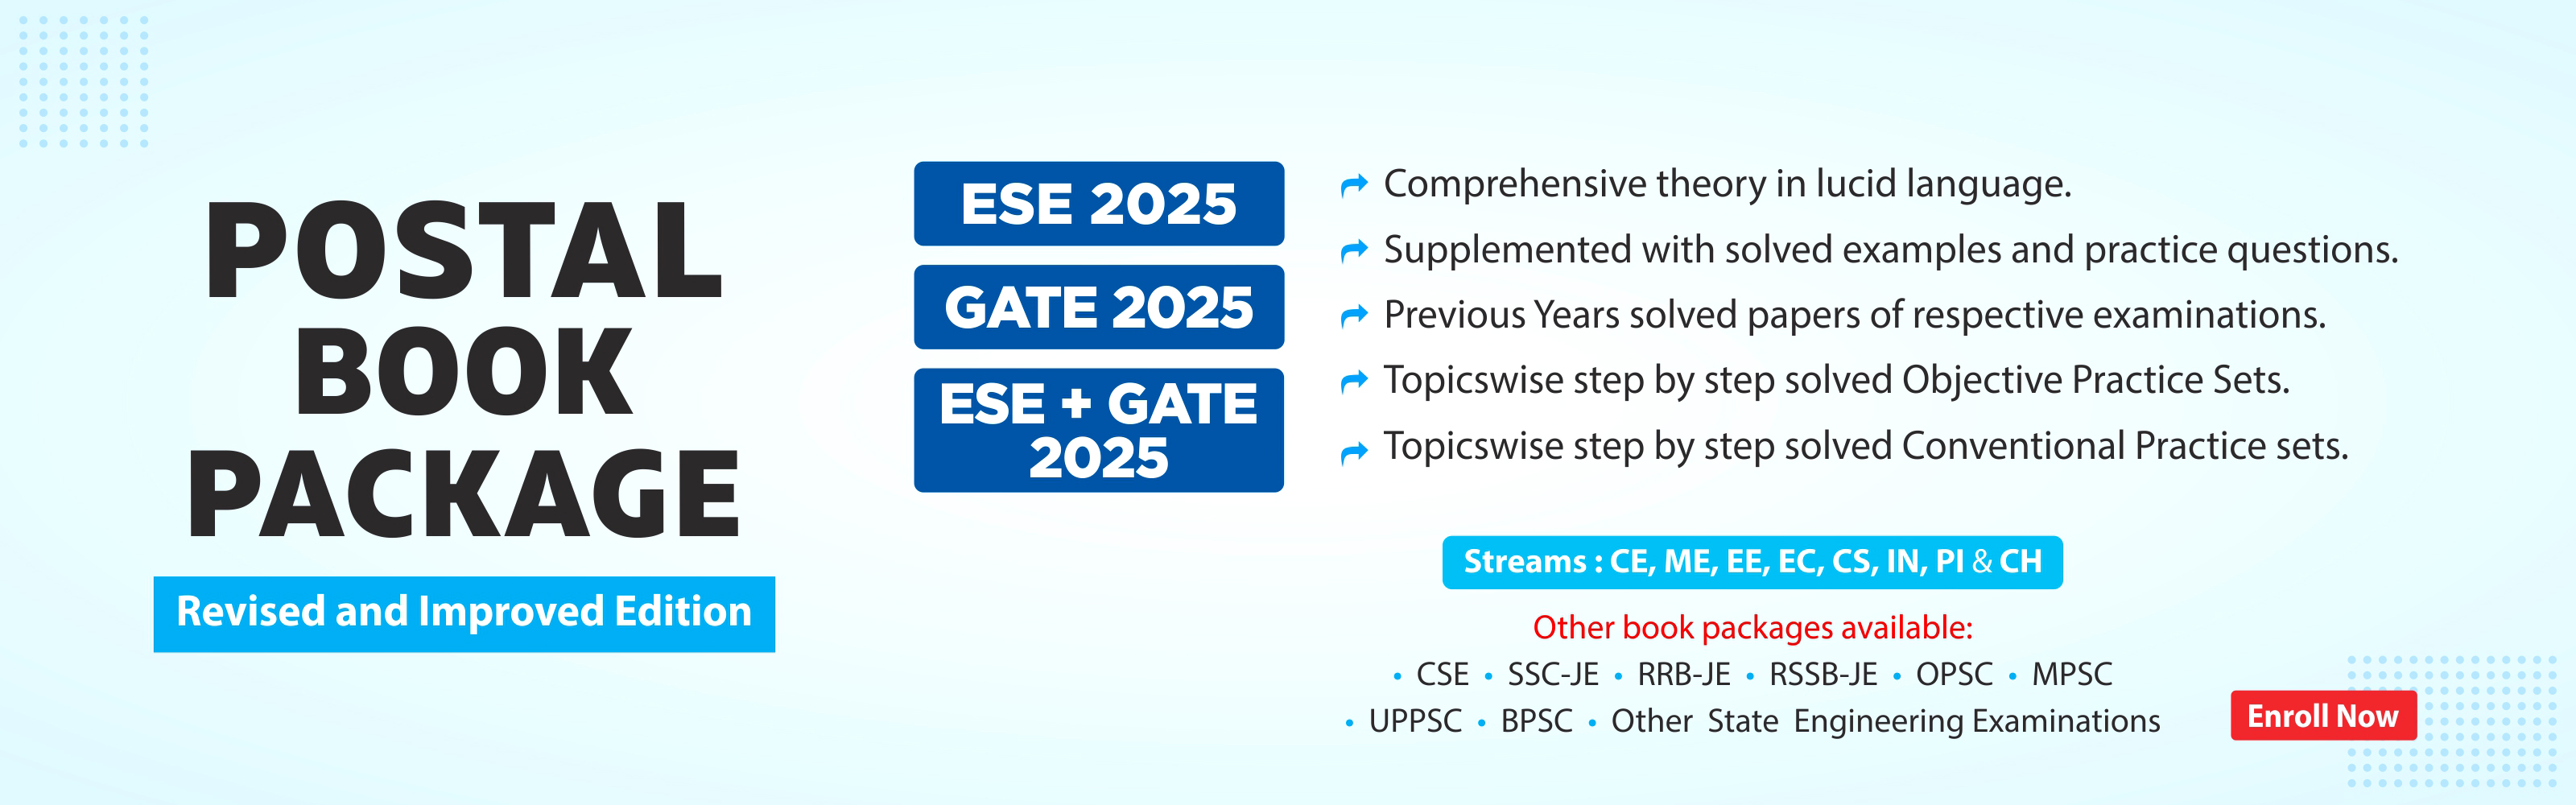 POSTAL
BOOK
PACKAGE
Revised and Improved Edition
ESE 2025
GATE 2025
ESE + GATE
2025
Comprehensive theory in lucid language.
Supplemented with solved examples and practice questions.
Previous Years solved papers of respective examinations.
Topicswise step by step solved Objective Practice Sets.
Topicswise step by step solved Conventional Practice sets.
Streams : CE, ME, EE, EC, CS, IN, PI & CH
Other book packages available:
• CSE • SSC-JE • RRB-JE • RSSB-JE • OPSC • MPSC
• UPPSC • BPSC • Other State Engineering Examinations
Enroll Now